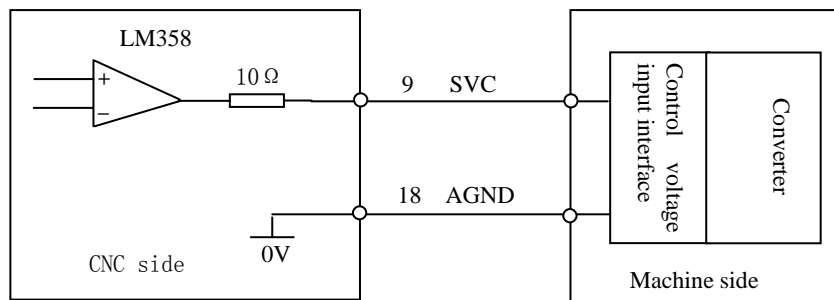 LM358
+
−
10Ω
9 SVC
18 AGND
0V
CNC side
Control voltage
input interface
Converter
Machine side